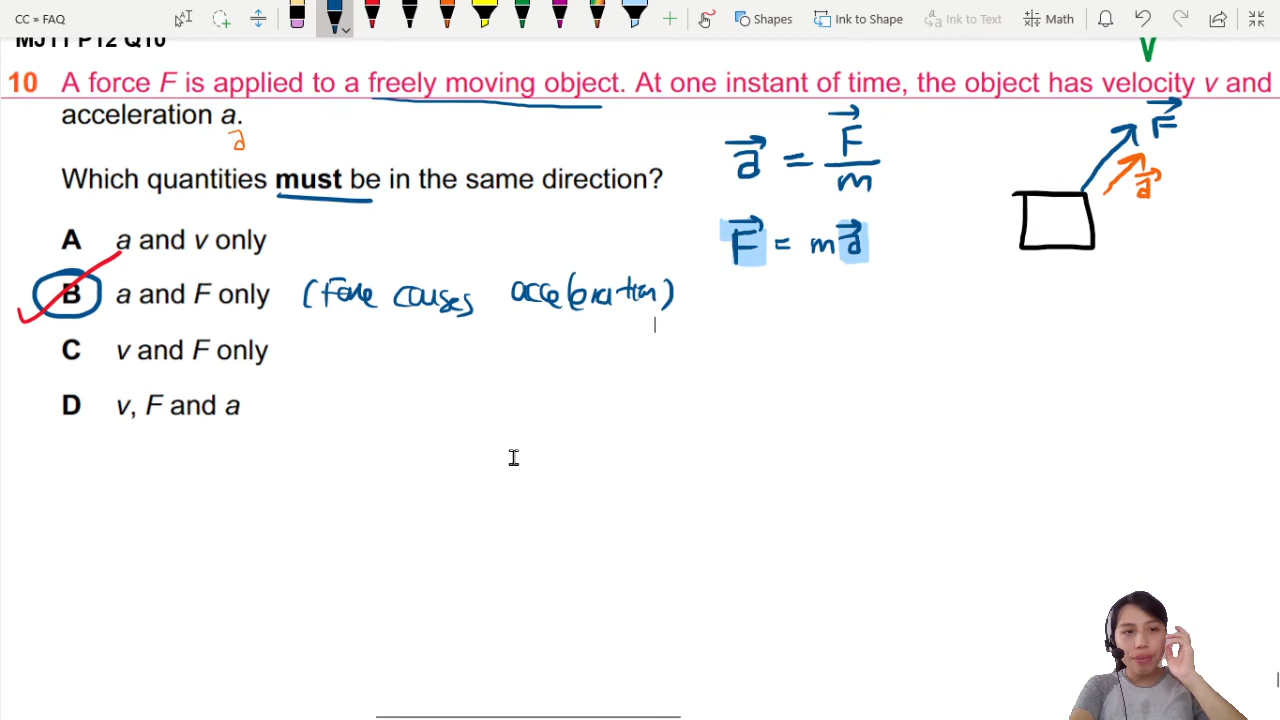 CC » FAQ
Shapes
Ink to Shape
Ink to Text
Math
MJ11 P12 Q10
V
10 A force F is applied to a freely moving object. At one instant of time, the object has velocity v and
acceleration a.
a
Which quantities must be in the same direction?
A a and v only
B a and F only (Force causes acceleration)
C v and F only
D v, F and a
a = F/m
F = ma
F
a